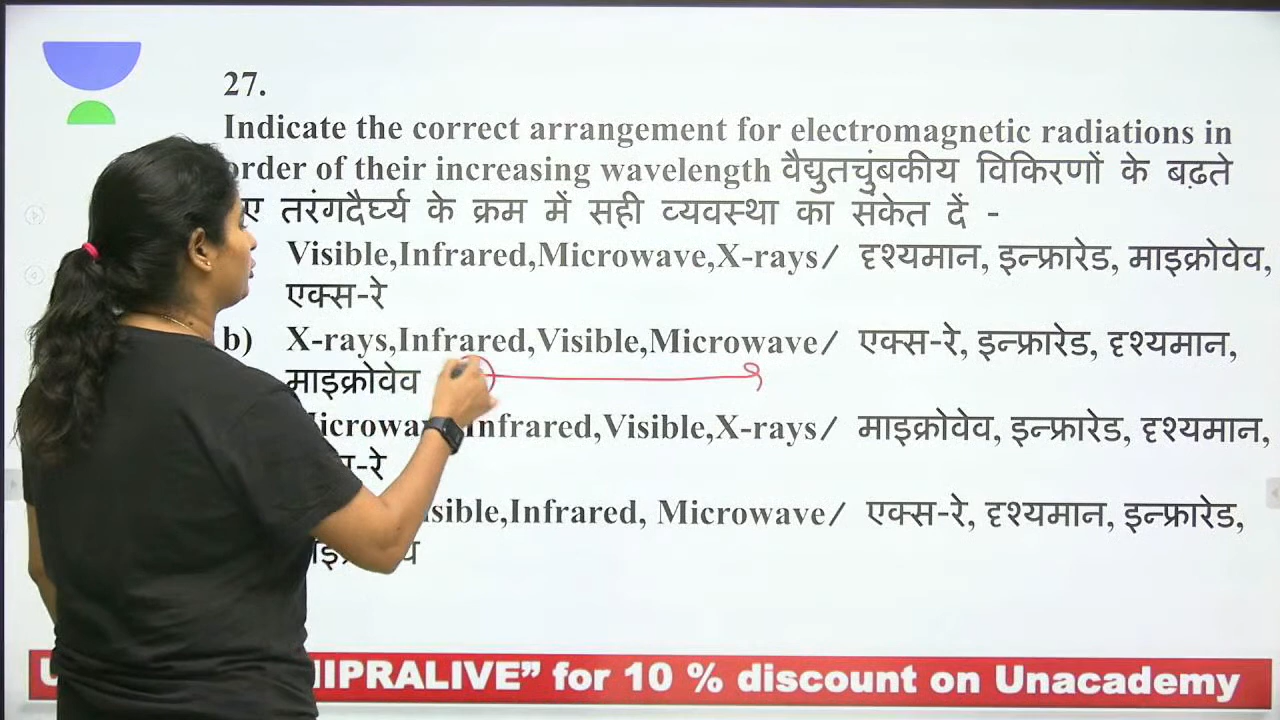 27.
Indicate the correct arrangement for electromagnetic radiations in
order of their increasing wavelength वैद्युतचुंबकीय विकिरणों के बढ़ते
तरंगदैर्घ्य के क्रम में सही व्यवस्था का संकेत दें -
Visible,Infrared,Microwave,X-rays/ दृश्यमान, इन्फ्रारेड, माइक्रोवेव,
एक्स-रे
b) X-rays,Infrared,Visible,Microwave/ एक्स-रे, इन्फ्रारेड, दृश्यमान,
माइक्रोवेव
Infrared,Visible,X-rays/ माइक्रोवेव, इन्फ्रारेड, दृश्यमान,
Infrared, Microwave/ एक्स-रे, दृश्यमान, इन्फ्रारेड,
for 10 % discount on Unacademy